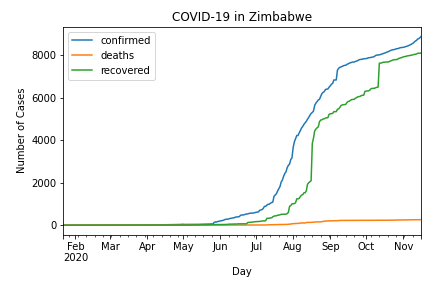 COVID-19 in Zimbabwe
confirmed
deaths
recovered
Number of Cases
8000
6000
4000
2000
0
Feb Mar Apr May Jun Jul Aug Sep Oct Nov
2020
Day